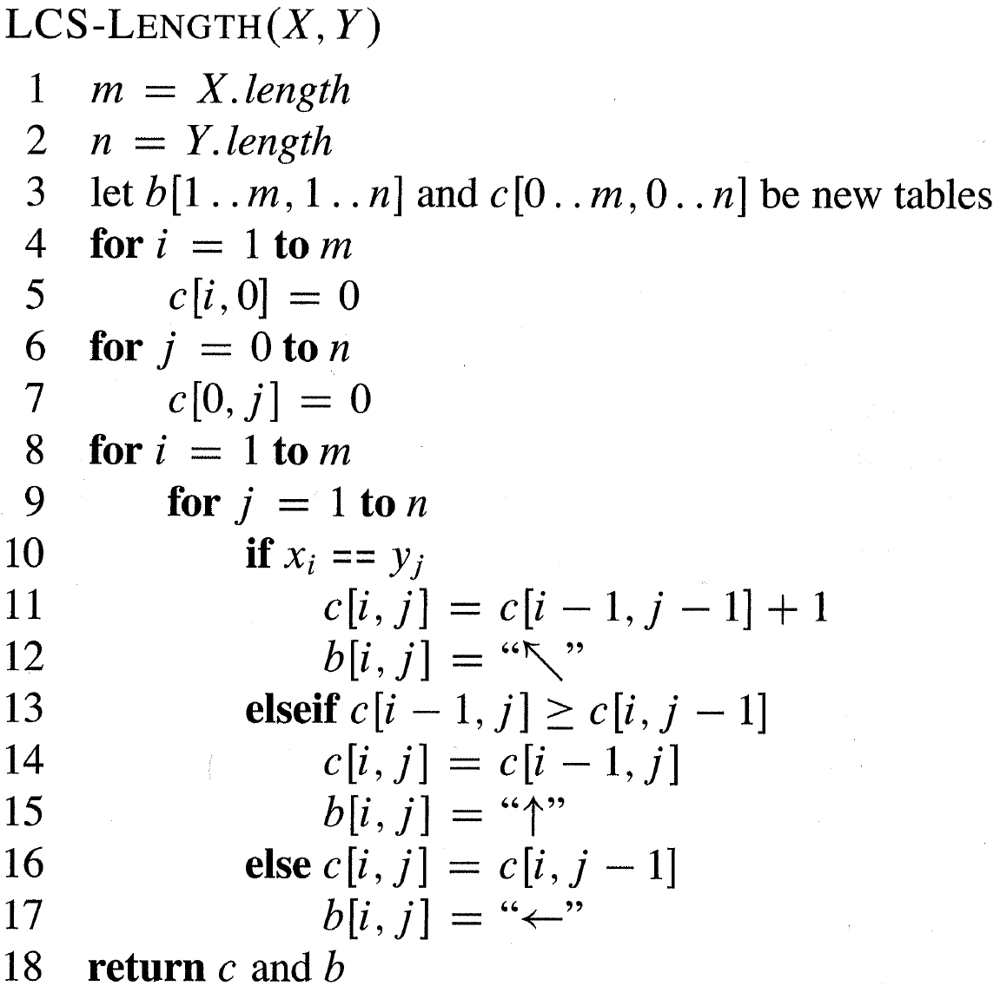 LCS-LENGTH(X, Y)
1 m = X.length
2 n = Y.length
3 let b[1..m, 1..n] and c[0..m, 0..n] be new tables
4 for i = 1 to m
5 c[i, 0] = 0
6 for j = 0 to n
7 c[0, j] = 0
8 for i = 1 to m
9 for j = 1 to n
10 if xᵢ == yⱼ
11 c[i, j] = c[i − 1, j − 1] + 1
12 b[i, j] = “↖”
13 elseif c[i − 1, j] ≥ c[i, j − 1]
14 c[i, j] = c[i − 1, j]
15 b[i, j] = “↑”
16 else c[i, j] = c[i, j − 1]
17 b[i, j] = “←”
18 return c and b